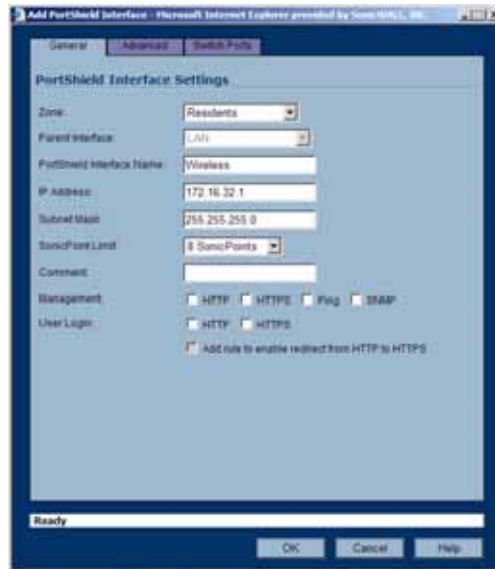 Add PortShield Interface - Microsoft Internet Explorer provided by SonicWALL, INC.
General Advanced Switch Ports
PortShield Interface Settings
Zone: Residents
Parent Interface: LAN
PortShield Interface Name: Wireless
IP Address: 172.16.32.1
Subnet Mask: 255.255.255.0
SonicPoint Limit: 8 SonicPoints
Comment:
Management: HTTP HTTPS Ping SNMP
User Login: HTTP HTTPS
Add rule to enable redirect from HTTP to HTTPS
Ready
OK Cancel Help